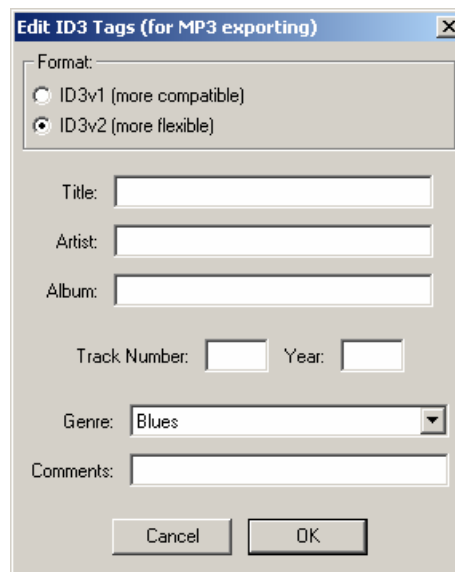 Edit ID3 Tags (for MP3 exporting)
Format:
ID3v1 (more compatible)
ID3v2 (more flexible)
Title:
Artist:
Album:
Track Number: Year:
Genre: Blues
Comments:
Cancel OK